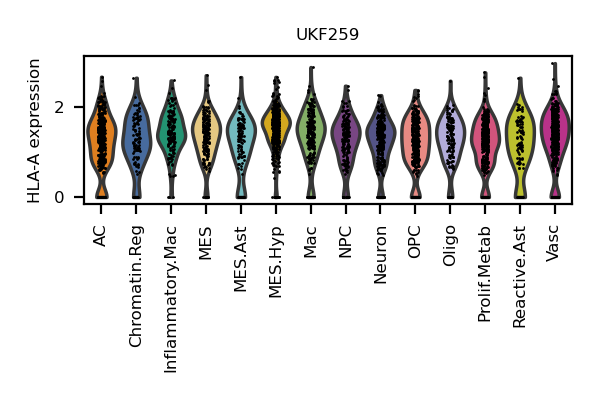 UKF259
HLA-A expression
2
0
AC
Chromatin.Reg
Inflammatory.Mac
MES
MES.Ast
MES.Hyp
Mac
NPC
Neuron
OPC
Oligo
Prolif.Metab
Reactive.Ast
Vasc